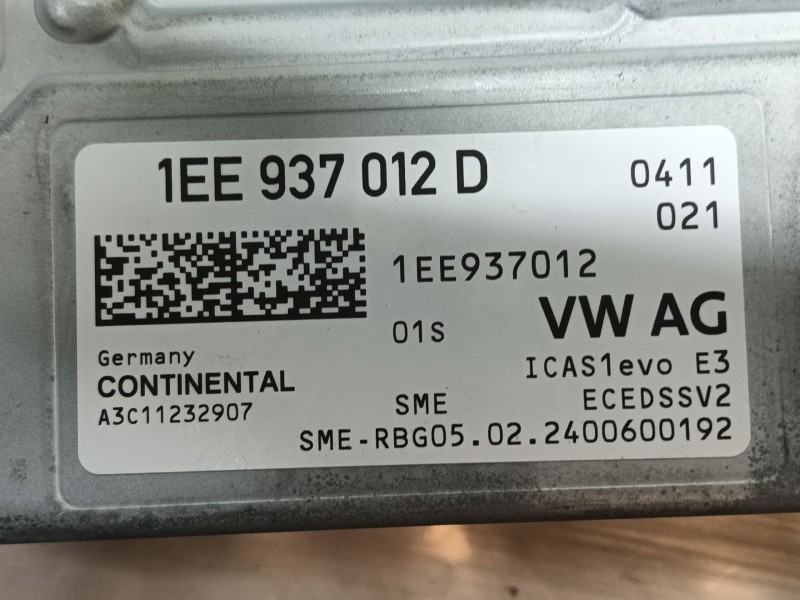 1EE 937 012 D
0411
021
1EE937012
01S
VW AG
Germany
CONTINENTAL
A3C11232907
ICAS1evo E3
SME
ECEDSSV2
SME-RBG05.02.2400600192